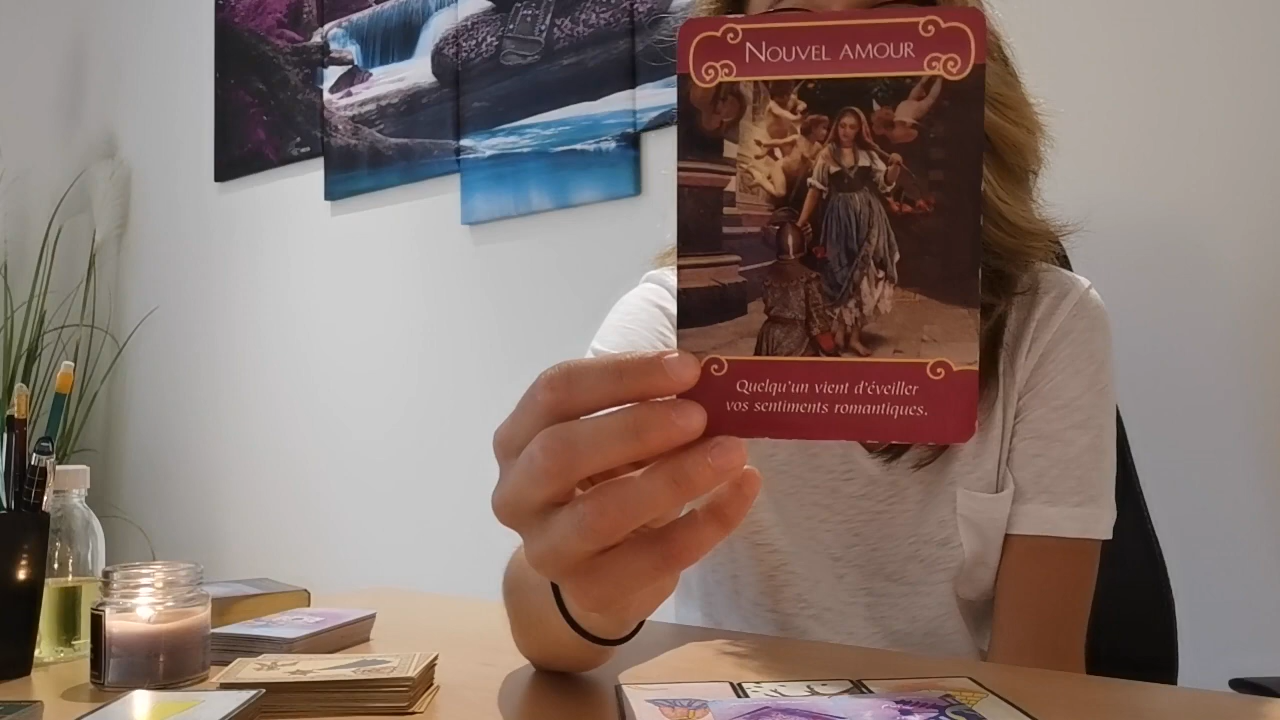 Nouvel amour
Quelqu'un vient d'éveiller
vos sentiments romantiques.